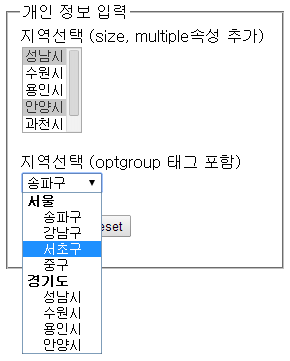 개인 정보 입력
지역선택 (size, multiple속성 추가)
성남시
수원시
용인시
안양시
과천시
지역선택 (optgroup 태그 포함)
송파구
서울
송파구
강남구
서초구
중구
경기도
성남시
수원시
용인시
안양시